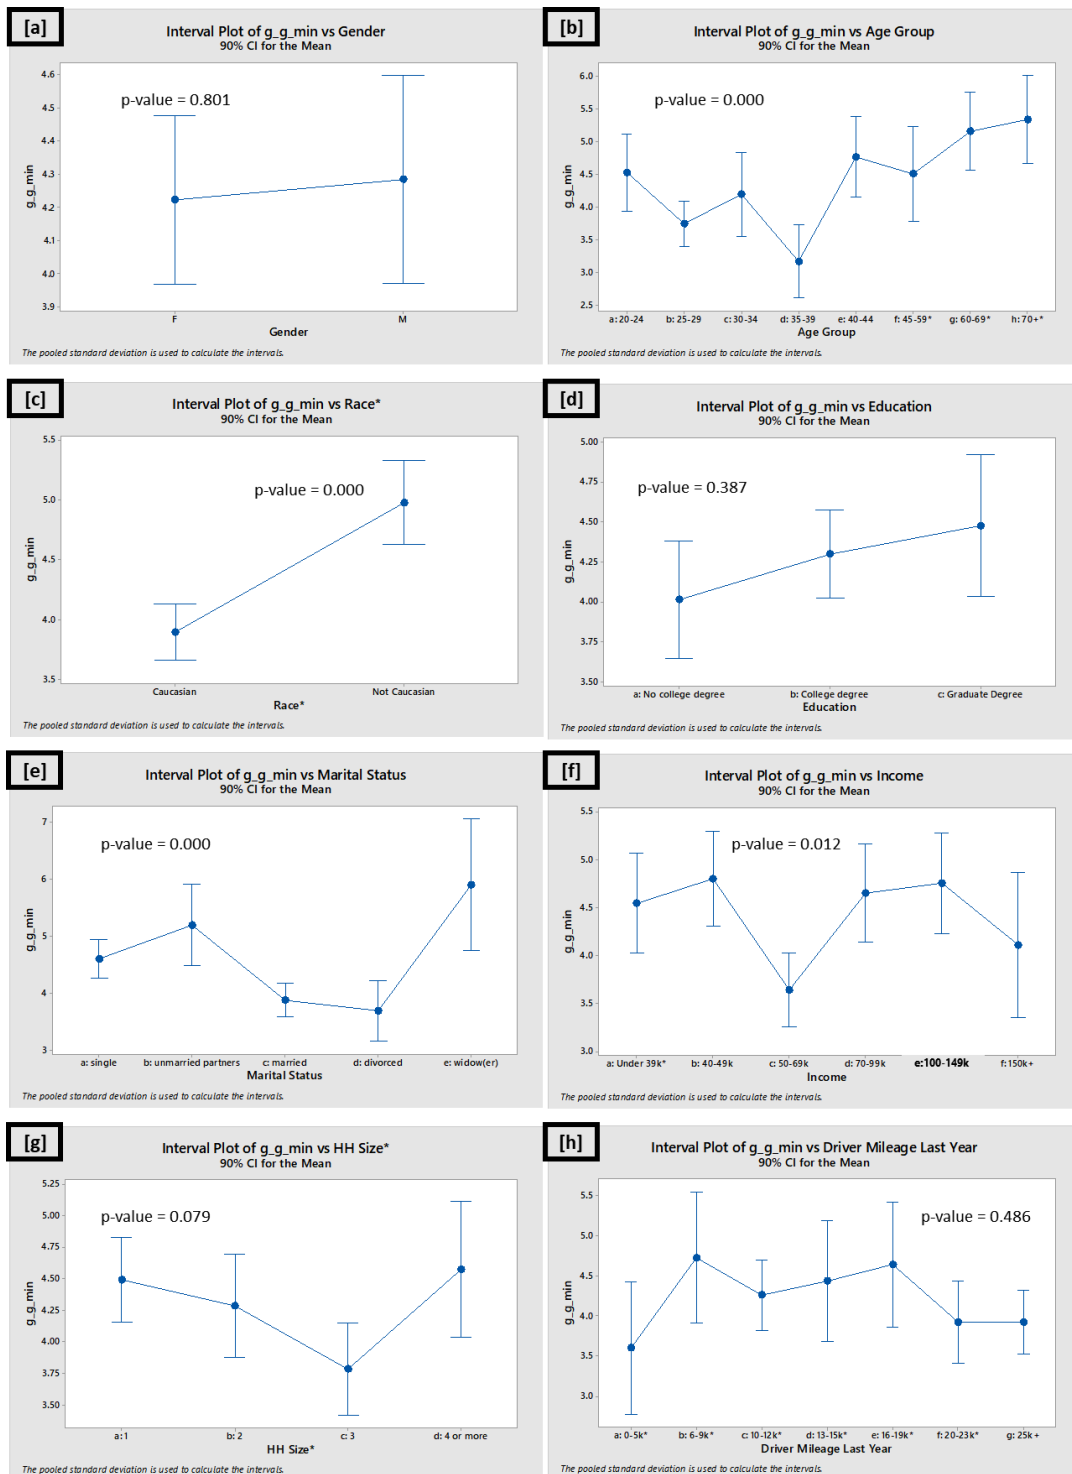 [a]
Interval Plot of g_g_min vs Gender
90% CI for the Mean
p-value = 0.801
4.6
4.5
4.4
4.3
4.2
4.1
4.0
3.9
g_g_min
F M
Gender
The pooled standard deviation is used to calculate the intervals.
[b]
Interval Plot of g_g_min vs Age Group
90% CI for the Mean
p-value = 0.000
6.0
5.5
5.0
4.5
4.0
3.5
3.0
2.5
g_g_min
a: 20-24 b: 25-29 c: 30-34 d: 35-39 e: 40-44 f: 45-59* g: 60-69* h: 70+*
Age Group
The pooled standard deviation is used to calculate the intervals.
[c]
Interval Plot of g_g_min vs Race*
90% CI for the Mean
p-value = 0.000
5.5
5.0
4.5
4.0
3.5
g_g_min
Caucasian Not Caucasian
Race*
The pooled standard deviation is used to calculate the intervals.
[d]
Interval Plot of g_g_min vs Education
90% CI for the Mean
p-value = 0.387
5.00
4.75
4.50
4.25
4.00
3.75
3.50
g_g_min
a: No college degree b: College degree c: Graduate Degree
Education
The pooled standard deviation is used to calculate the intervals.
[e]
Interval Plot of g_g_min vs Marital Status
90% CI for the Mean
p-value = 0.000
7
6
5
4
3
g_g_min
a: single b: unmarried partners c: married d: divorced e: widow(er)
Marital Status
The pooled standard deviation is used to calculate the intervals.
[f]
Interval Plot of g_g_min vs Income
90% CI for the Mean
p-value = 0.012
5.5
5.0
4.5
4.0
3.5
3.0
g_g_min
a: Under 39k* b: 40-49k c: 50-69k d: 70-99k e:100-149k f:150k+
Income
The pooled standard deviation is used to calculate the intervals.
[g]
Interval Plot of g_g_min vs HH Size*
90% CI for the Mean
p-value = 0.079
5.25
5.00
4.75
4.50
4.25
4.00
3.75
3.50
g_g_min
a: 1 b: 2 c: 3 d: 4 or more
HH Size*
The pooled standard deviation is used to calculate the intervals.
[h]
Interval Plot of g_g_min vs Driver Mileage Last Year
90% CI for the Mean
p-value = 0.486
5.5
5.0
4.5
4.0
3.5
3.0
g_g_min
a: 0-5k* b: 6-9k* c: 10-12k* d: 13-15k* e: 16-19k* f: 20-23k* g: 25k+
Driver Mileage Last Year
The pooled standard deviation is used to calculate the intervals.